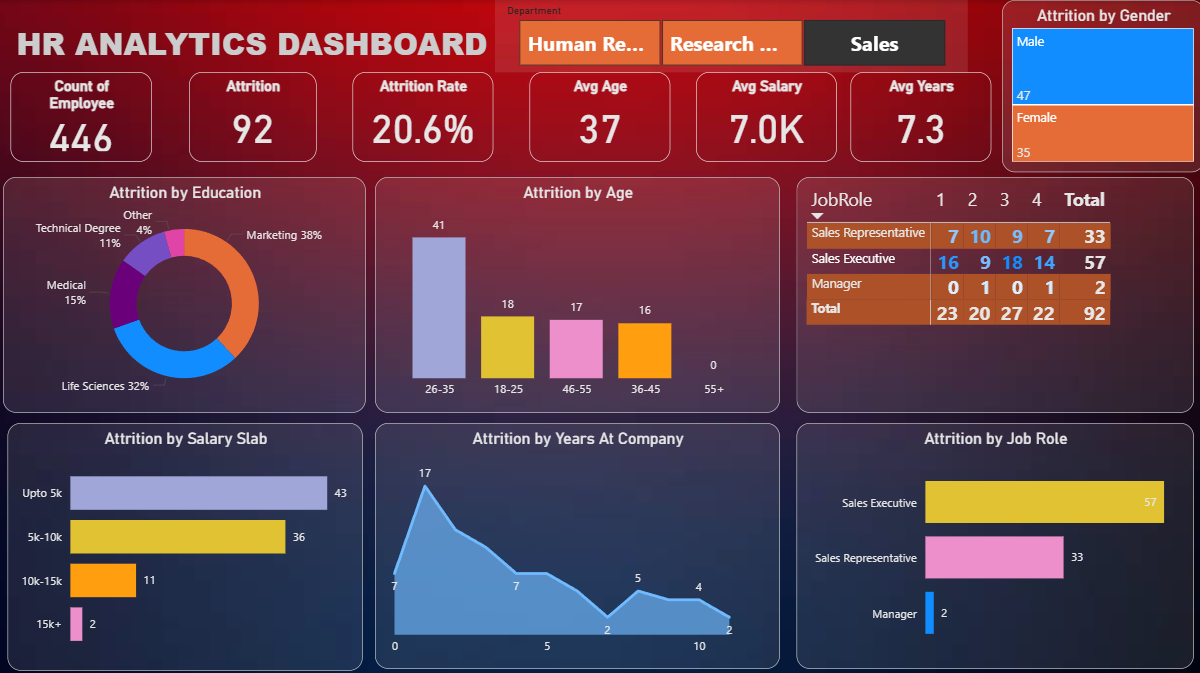 Department
HR ANALYTICS DASHBOARD
Human Re...
Research ...
Sales
Attrition by Gender
Male
47
Female
35
Count of
Employee
446
Attrition
92
Attrition Rate
20.6%
Avg Age
37
Avg Salary
7.0K
Avg Years
7.3
Attrition by Education
Other
4%
Technical Degree
11%
Marketing 38%
Medical
15%
Life Sciences 32%
Attrition by Age
41
18
17
16
0
26-35
18-25
46-55
36-45
55+
JobRole 1 2 3 4 Total
Sales Representative 7 10 9 7 33
Sales Executive 16 9 18 14 57
Manager 0 1 0 1 2
Total 23 20 27 22 92
Attrition by Salary Slab
Upto 5k 43
5k-10k 36
10k-15k 11
15k+ 2
Attrition by Years At Company
17
7
7
5
4
2
2
0 5 10
Attrition by Job Role
Sales Executive 57
Sales Representative 33
Manager 2